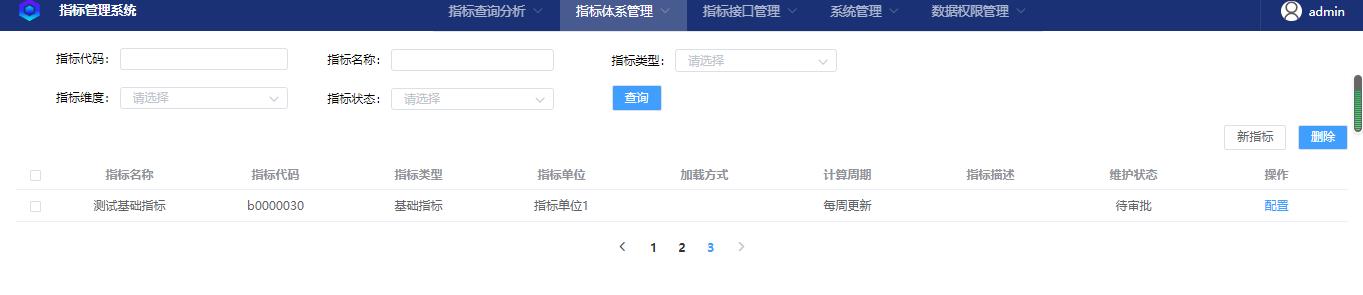 指标管理系统 指标查询分析 指标体系管理 指标接口管理 系统管理 数据权限管理 admin
指标代码： 指标名称： 指标类型： 请选择
指标维度： 请选择 指标状态： 请选择 查询
新指标 删除
指标名称 指标代码 指标类型 指标单位 加载方式 计算周期 指标描述 维护状态 操作
测试基础指标 b0000030 基础指标 指标单位1 每周更新 待审批 配置
1 2 3